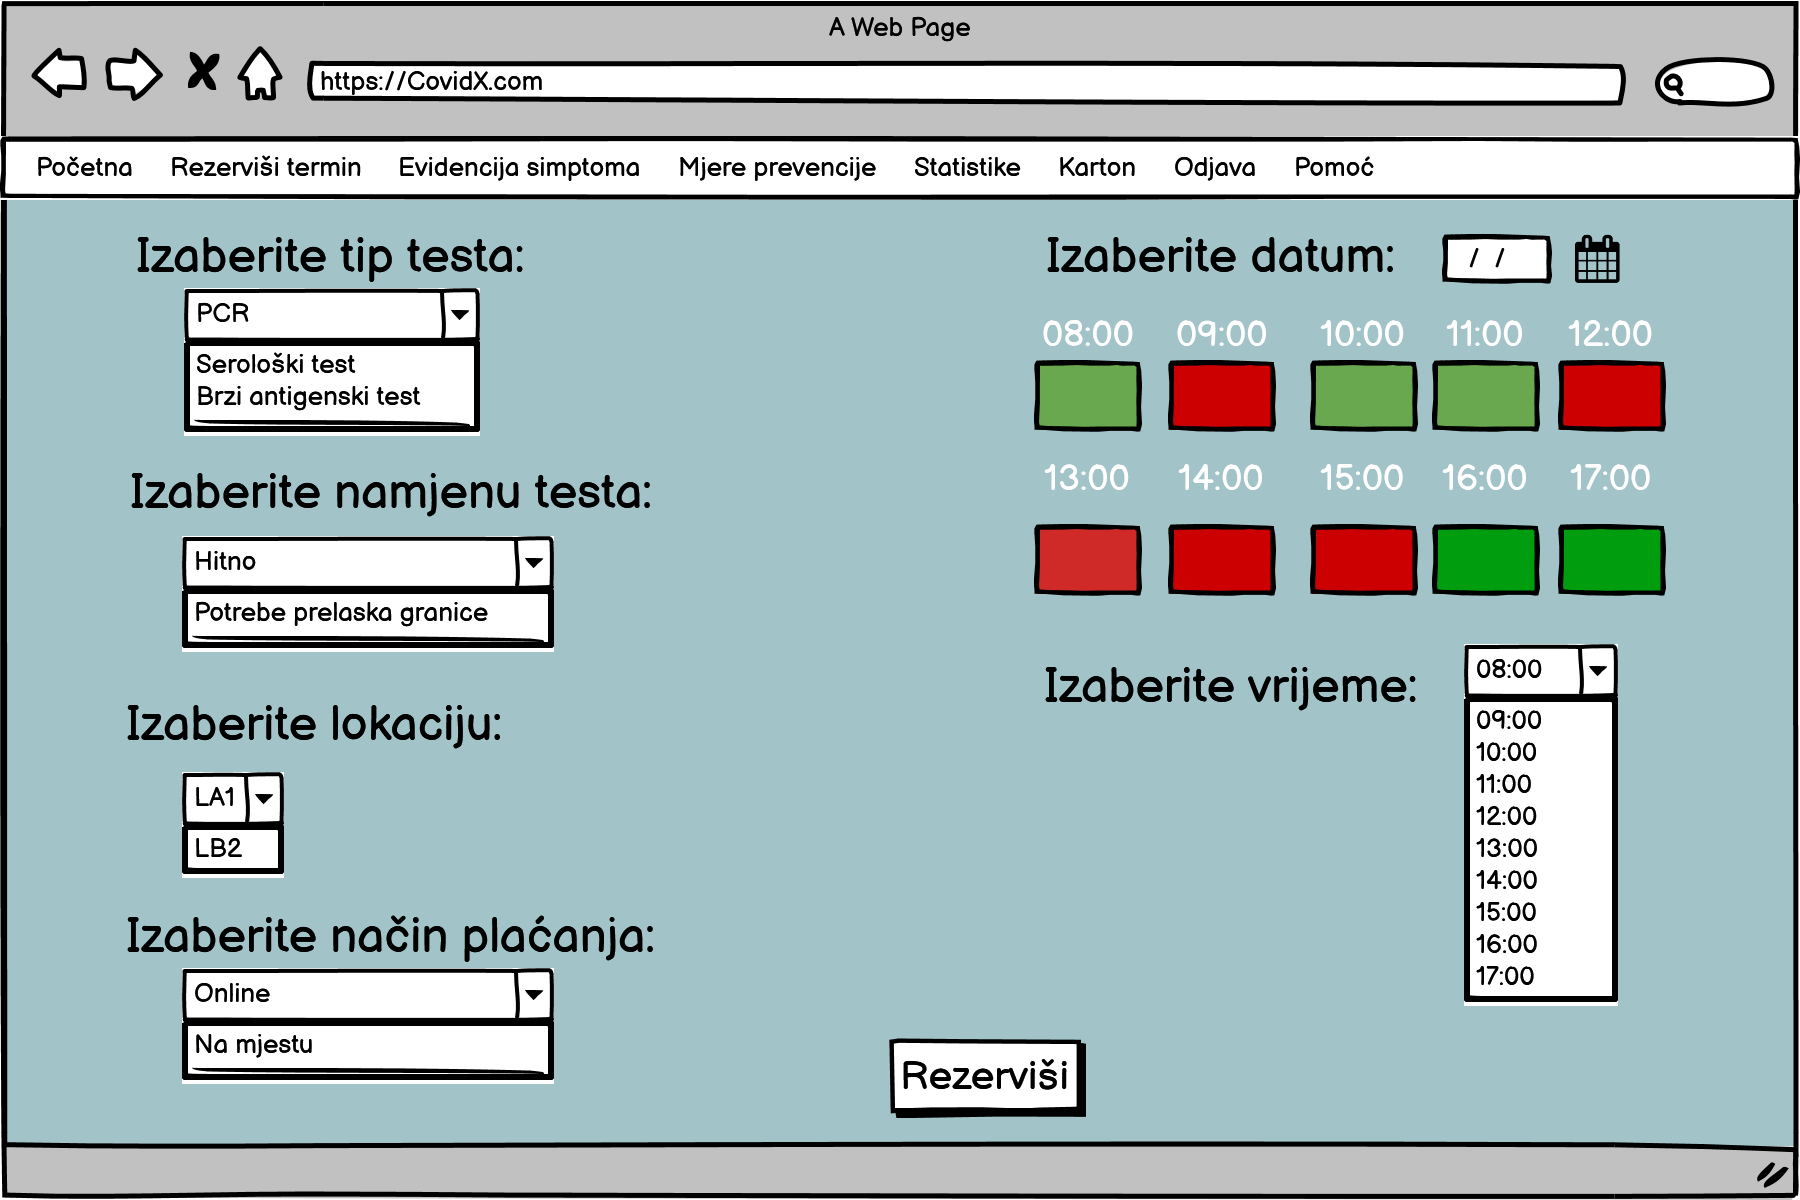 A Web Page
https://CovidX.com
Početna Rezerviši termin Evidencija simptoma Mjere prevencije Statistike Karton Odjava Pomoć
Izaberite tip testa:
PCR
Serološki test
Brzi antigenski test
Izaberite namjenu testa:
Hitno
Potrebe prelaska granice
Izaberite lokaciju:
LA1
LB2
Izaberite način plaćanja:
Online
Na mjestu
Izaberite datum:
/ /
08:00 09:00 10:00 11:00 12:00
13:00 14:00 15:00 16:00 17:00
Izaberite vrijeme:
08:00
09:00
10:00
11:00
12:00
13:00
14:00
15:00
16:00
17:00
Rezerviši